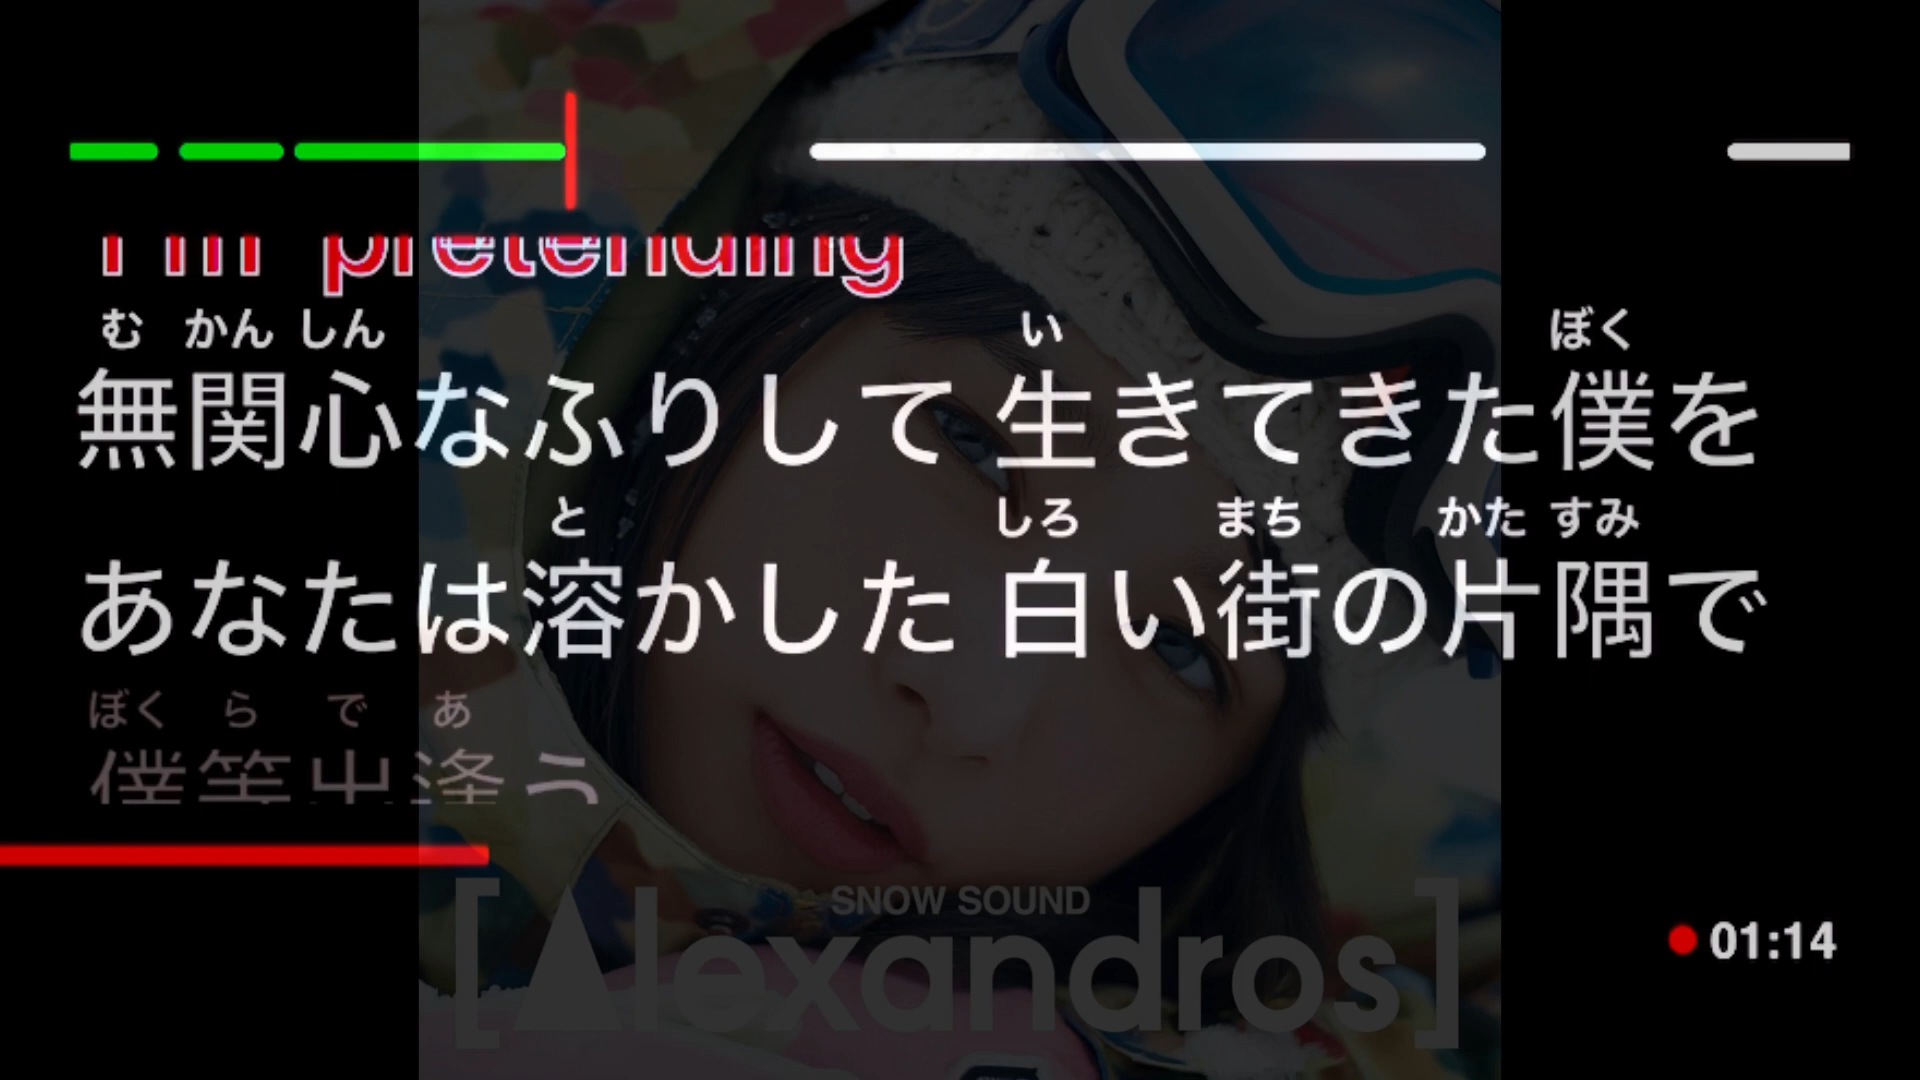 I'm pretending
む かん しん い ぼく
無関心なふりして 生きてきた僕を
と しろ まち かた すみ
あなたは溶かした 白い街の片隅で
ぼく ら で あ
僕等出逢う
SNOW SOUND
[Alexandros]
01:14